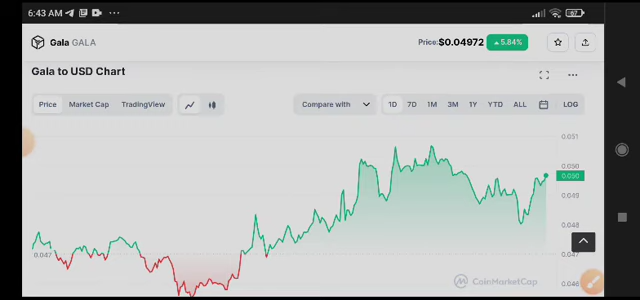 6:43 AM
67
Gala GALA
Price:$0.04972 5.84%
Gala to USD Chart
Price Market Cap TradingView
Compare with 1D 7D 1M 3M 1Y YTD ALL LOG
0.051
0.050
0.050
0.049
0.048
0.047
0.047
0.046
CoinMarketCap